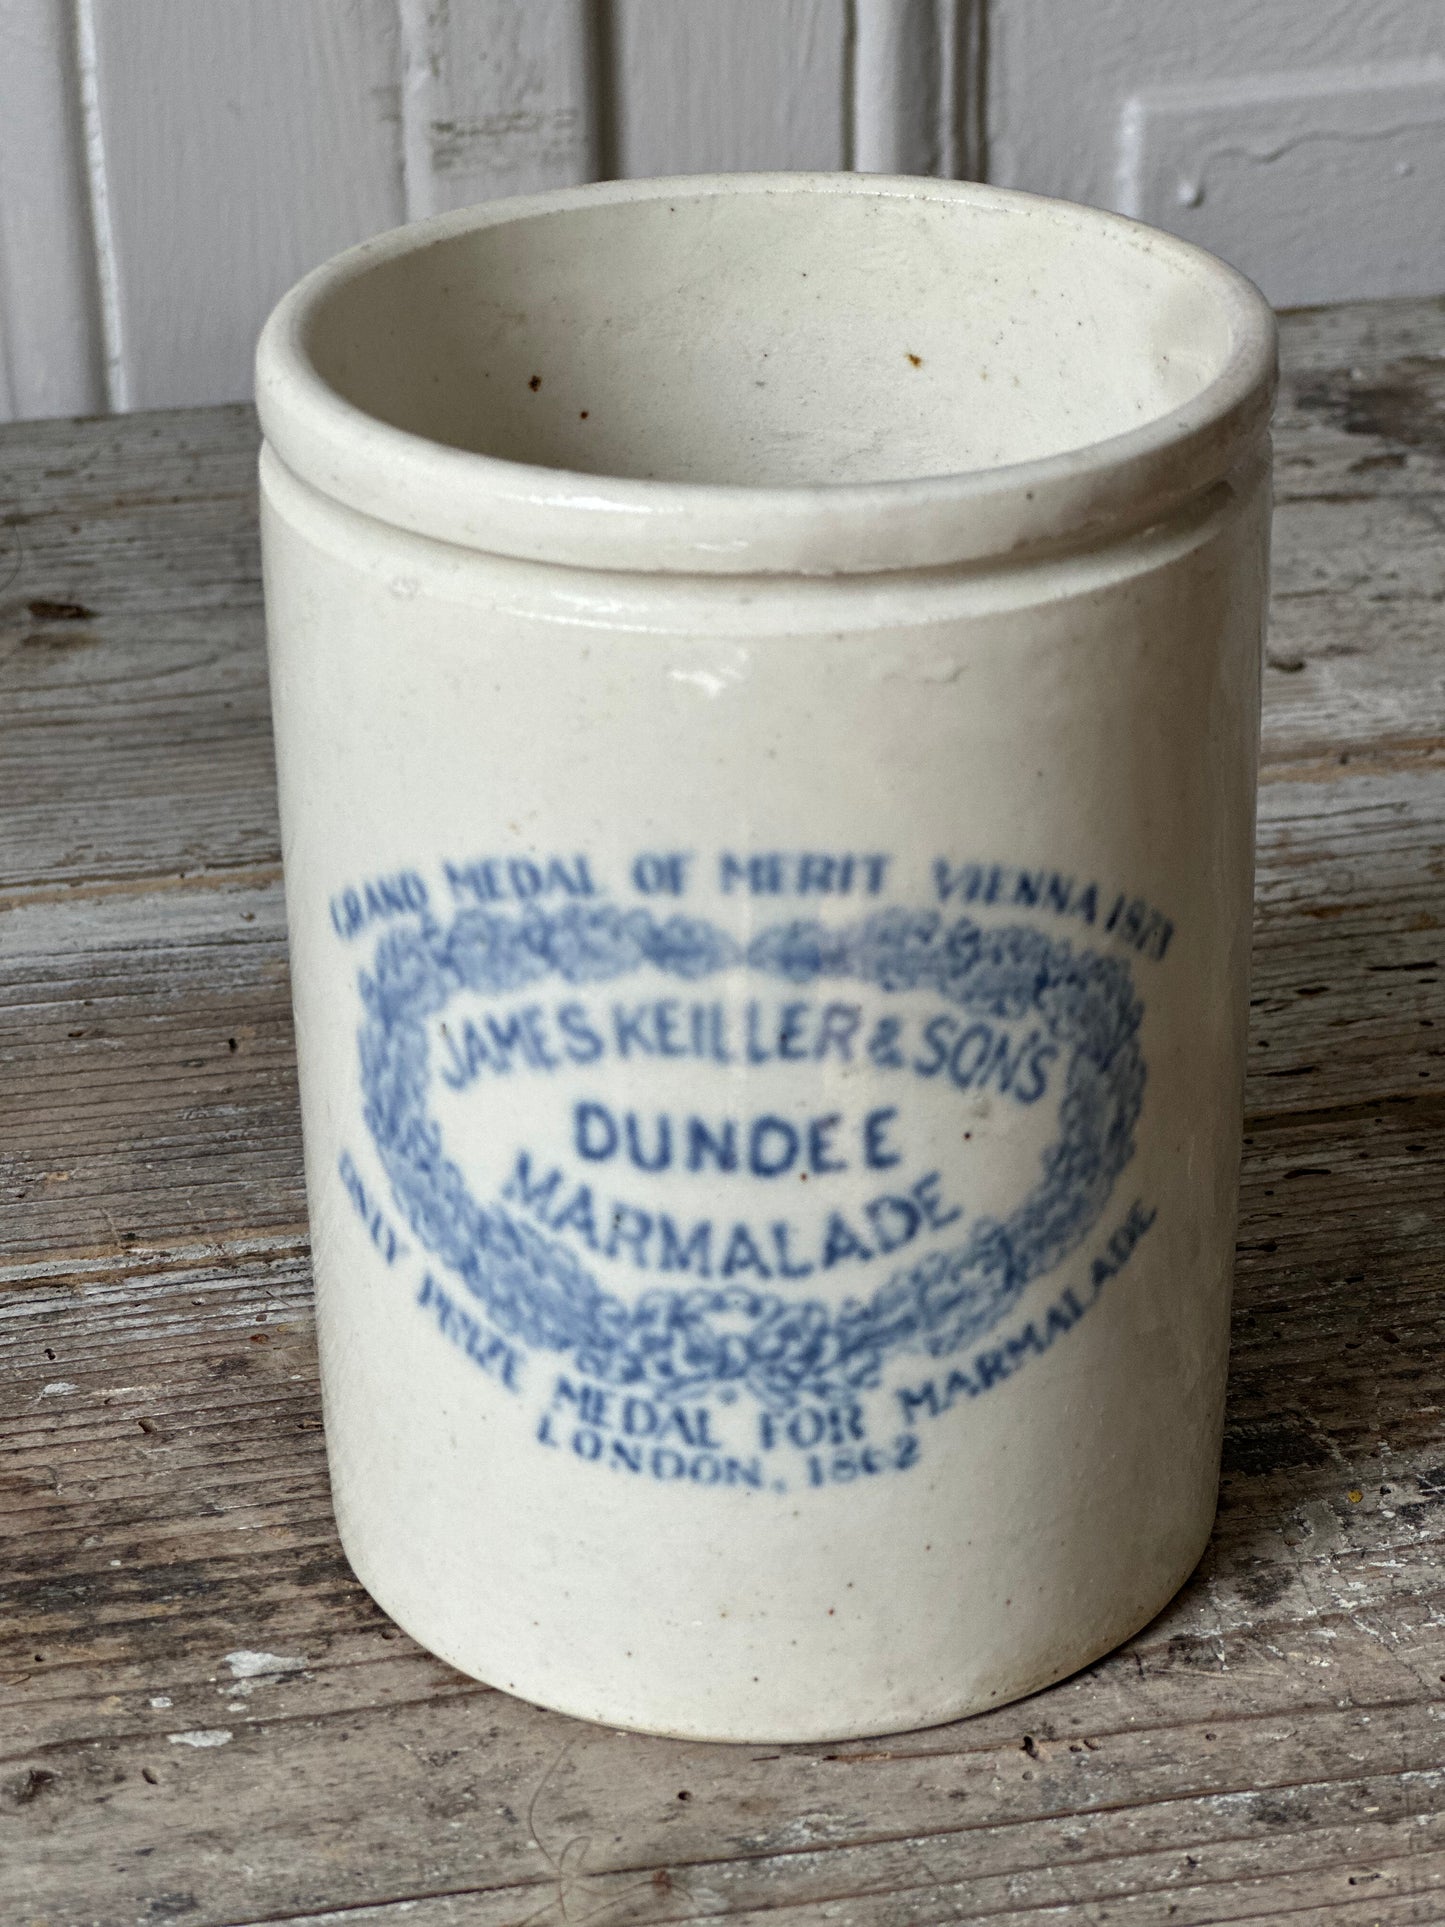 GRAND MEDAL OF MERIT VIENNA 1873
JAMES KEILLER & SONS
DUNDEE
MARMALADE
ONLY PRIZE MEDAL FOR MARMALADE
LONDON, 1862